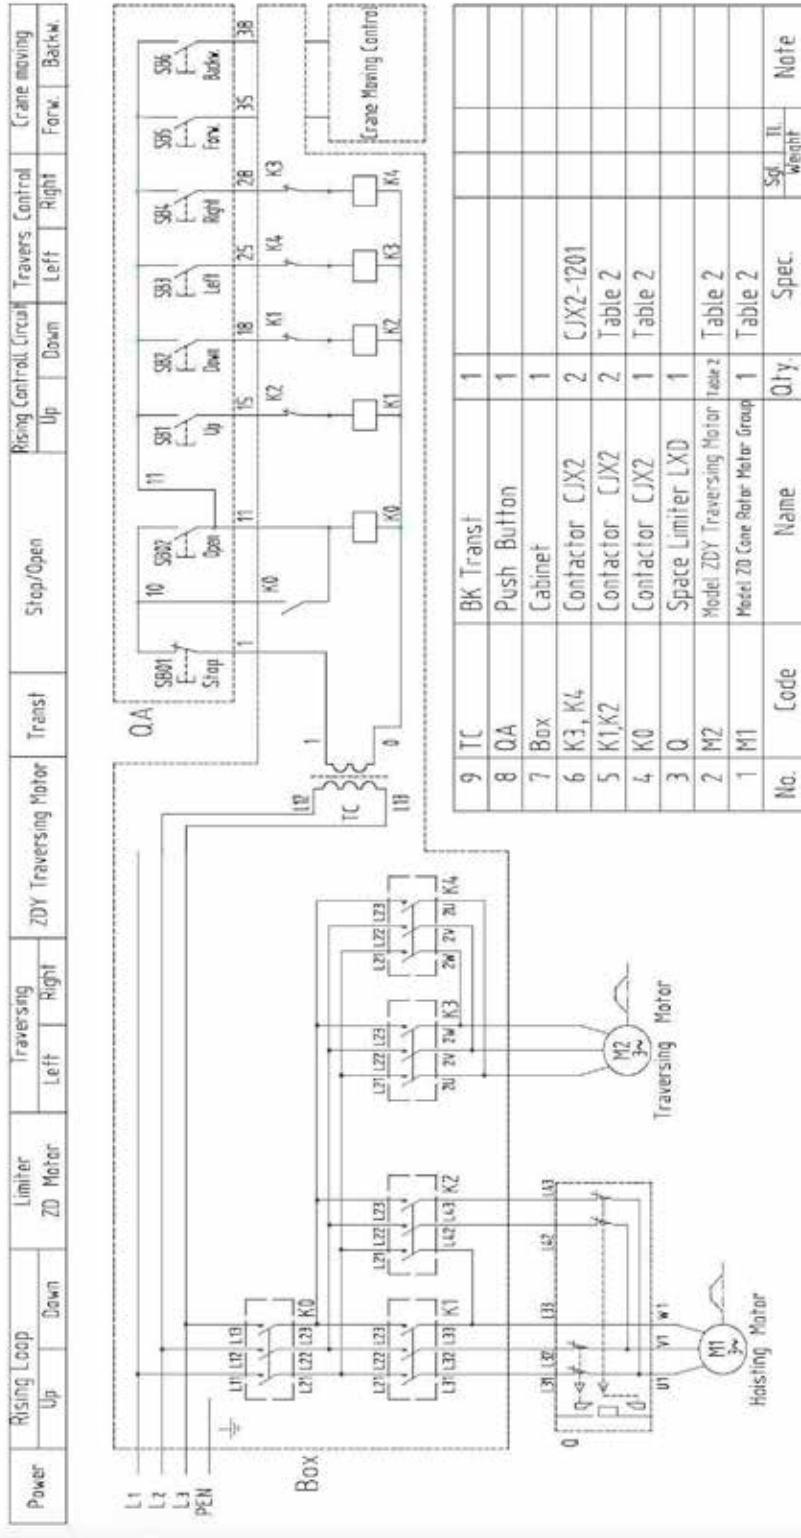 Power
Rising Loop
Up
Down
Limiter
ZD Motor
Traversing
Left
Right
ZDY Traversing Motor
Transt
Stop/Open
Rising Controll Circuit
Up
Down
Travers Control
Left
Right
Crane moving
Forw.
Backw.
L1
L2
L3
PEN
Box
L11 L12 L13
K0
L21 L22 L23
L21 L22 L23
K1
L31 L32 L33
L21 L22 L23
K2
L42 L43
L21 L22 L23
K3
2U 2V 2W
L21 L22 L23
K4
2W 2V 2U
L31 L32 L33 L42 L43
Q
U1 V1 W1
M1
3~
Hoisting Motor
M2
3~
Traversing Motor
L12
TC
L13
1
0
QA
SB01
Stop
1
10
K0
SB02
Open
11
11
K0
SB1
Up
15
K2
K1
SB2
Down
18
K1
K2
SB3
Left
25
K4
K3
SB4
Right
28
K3
K4
SB5
Forw.
35
SB6
Backw.
38
Crane Moving Control
9 TC BK Transt 1
8 QA Push Button 1
7 Box Cabinet 1
6 K3, K4 Contactor CJX2 2 CJX2-1201
5 K1,K2 Contactor CJX2 2 Table 2
4 K0 Contactor CJX2 1 Table 2
3 Q Space Limiter LXD 1
2 M2 Model ZDY Traversing Motor Table 2 Table 2
1 M1 Model ZD Cone Rotor Motor Group 1 Table 2
No. Code Name Qty. Spec. Sgl. Tl. Weight Note